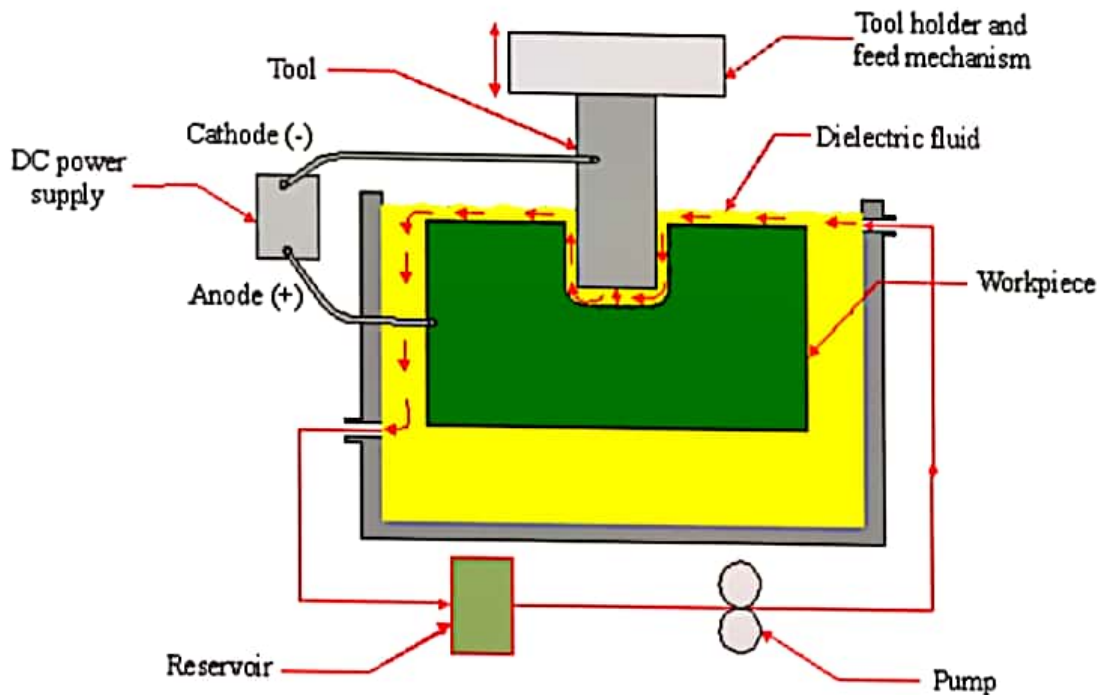 Tool holder and
feed mechanism
Tool
Cathode (-)
Dielectric fluid
DC power
supply
Anode (+)
Workpiece
Reservoir
Pump